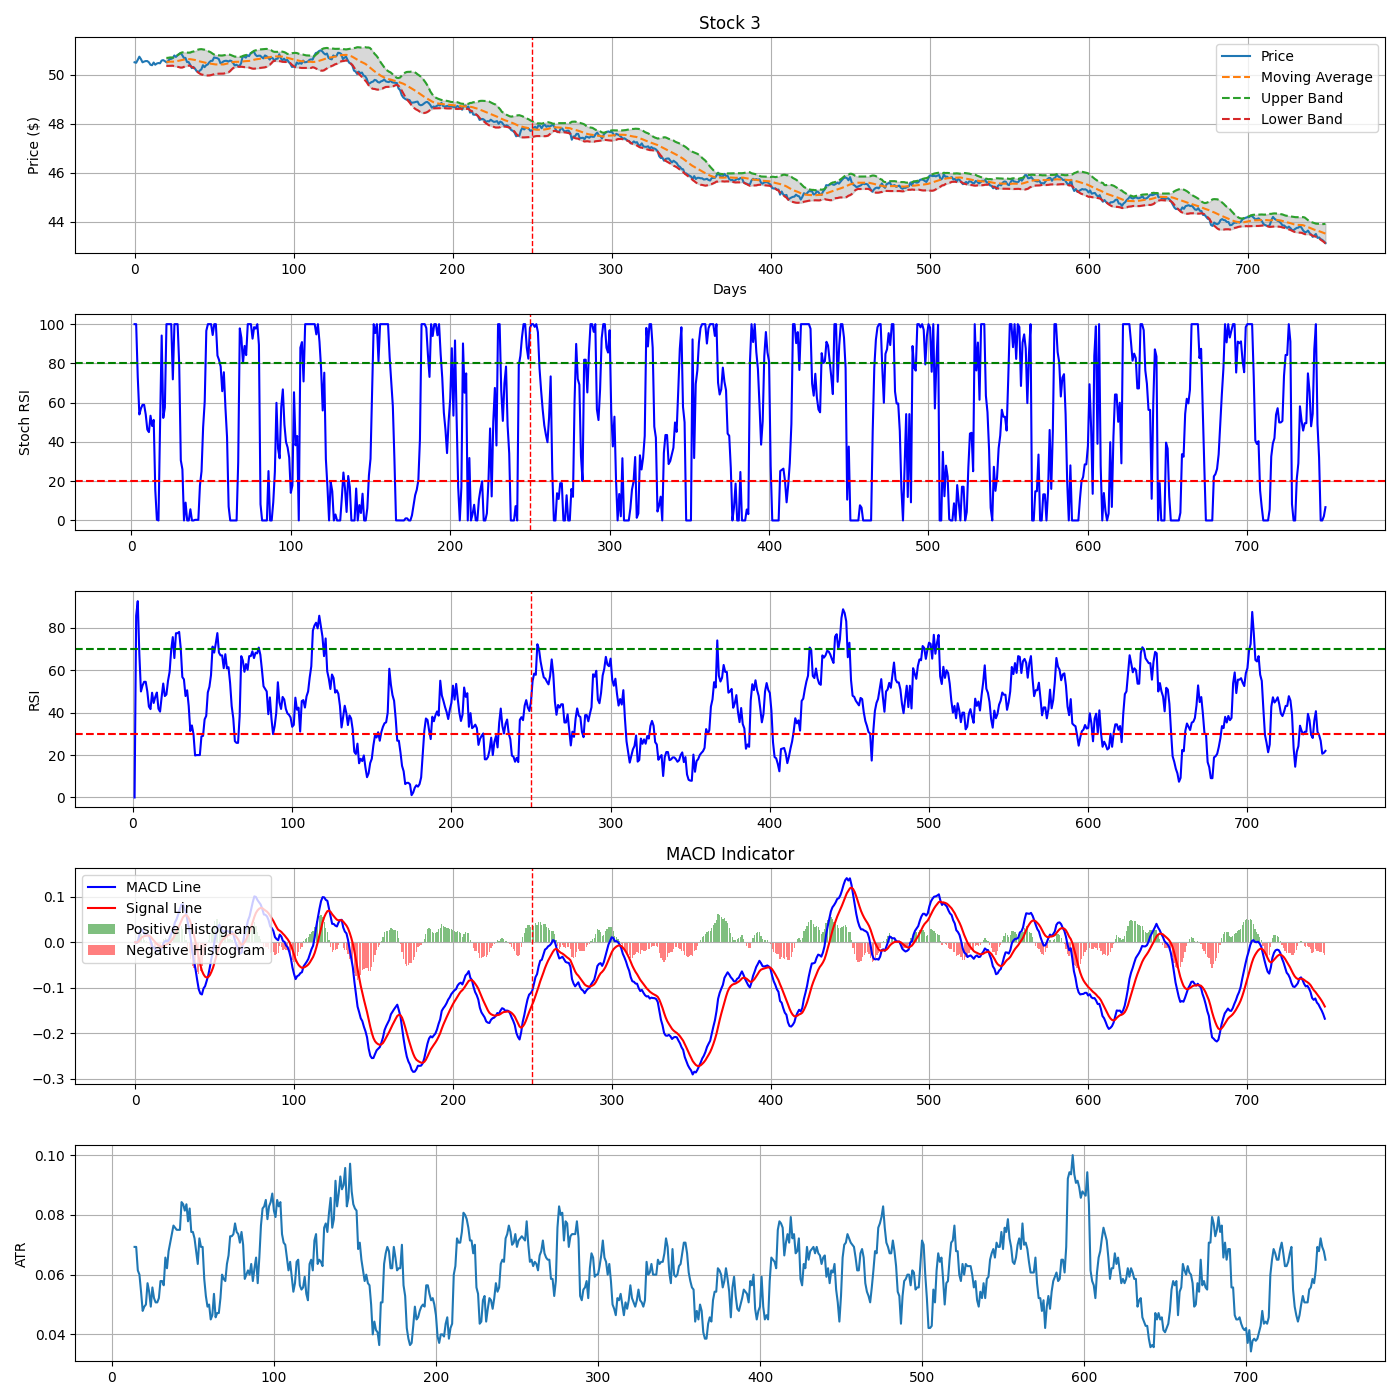 Stock 3
Price ($)
50
48
46
44
Price
Moving Average
Upper Band
Lower Band
0 100 200 300 400 500 600 700
Days
Stoch RSI
100
80
60
40
20
0
0 100 200 300 400 500 600 700
RSI
80
60
40
20
0
0 100 200 300 400 500 600 700
MACD Indicator
0.1
0.0
−0.1
−0.2
−0.3
MACD Line
Signal Line
Positive Histogram
Negative Histogram
0 100 200 300 400 500 600 700
ATR
0.10
0.08
0.06
0.04
0 100 200 300 400 500 600 700